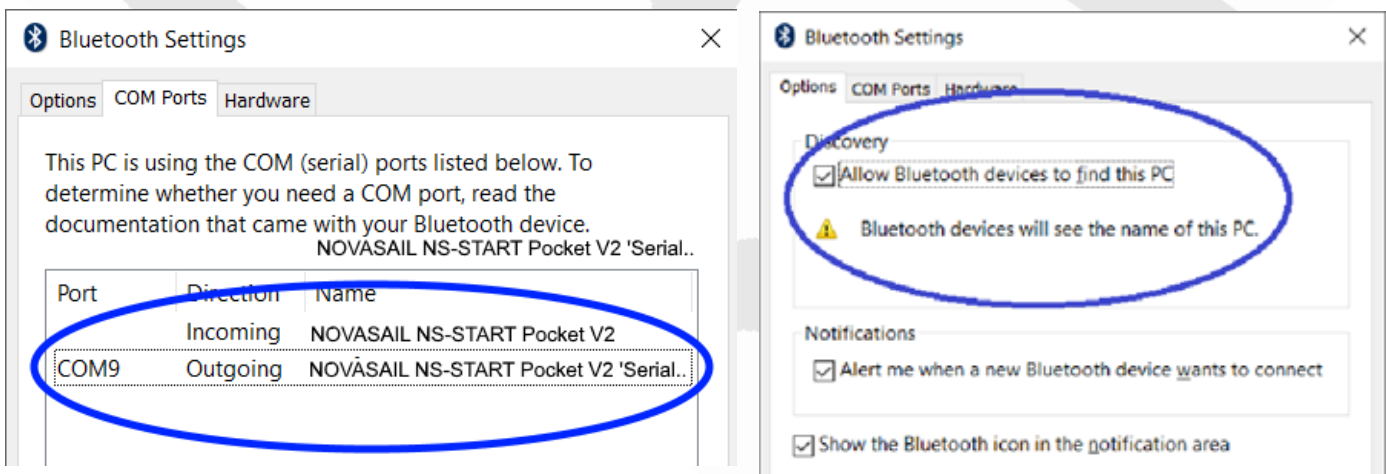 Bluetooth Settings
Options COM Ports Hardware
This PC is using the COM (serial) ports listed below. To
determine whether you need a COM port, read the
documentation that came with your Bluetooth device.
NOVASAIL NS-START Pocket V2 'Serial..
Port Direction Name
Incoming NOVASAIL NS-START Pocket V2
COM9 Outgoing NOVASAIL NS-START Pocket V2 'Serial..
Bluetooth Settings
Options COM Ports Hardware
Discovery
Allow Bluetooth devices to find this PC
Bluetooth devices will see the name of this PC.
Notifications
Alert me when a new Bluetooth device wants to connect
Show the Bluetooth icon in the notification area